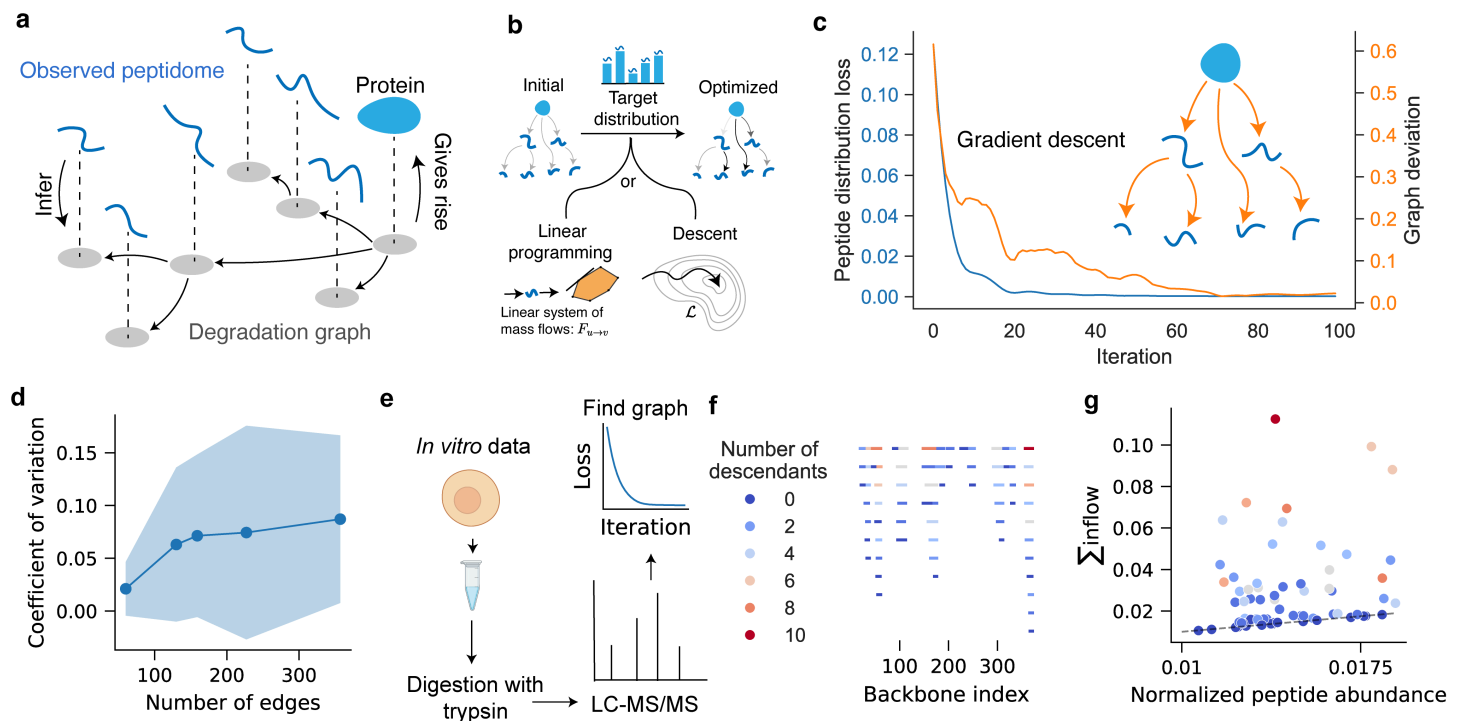 a
Observed peptidome
Protein
Infer
Gives rise
Degradation graph
b
Initial
Target
distribution
Optimized
or
Linear
programming
Descent
Linear system of
mass flows: F_{u→v}
ℒ
c
Peptide distribution loss
0.12
0.10
0.08
0.06
0.04
0.02
0.00
Gradient descent
0.6
0.5
0.4
0.3
0.2
0.1
0.0
Graph deviation
0 20 40 60 80 100
Iteration
d
Coefficient of variation
0.15
0.10
0.05
0.00
100 200 300
Number of edges
e
In vitro data
Digestion with
trypsin
LC-MS/MS
Find graph
Loss
Iteration
f
Number of
descendants
0
2
4
6
8
10
100 200 300
Backbone index
g
∑inflow
0.10
0.08
0.06
0.04
0.02
0.01 0.0175
Normalized peptide abundance